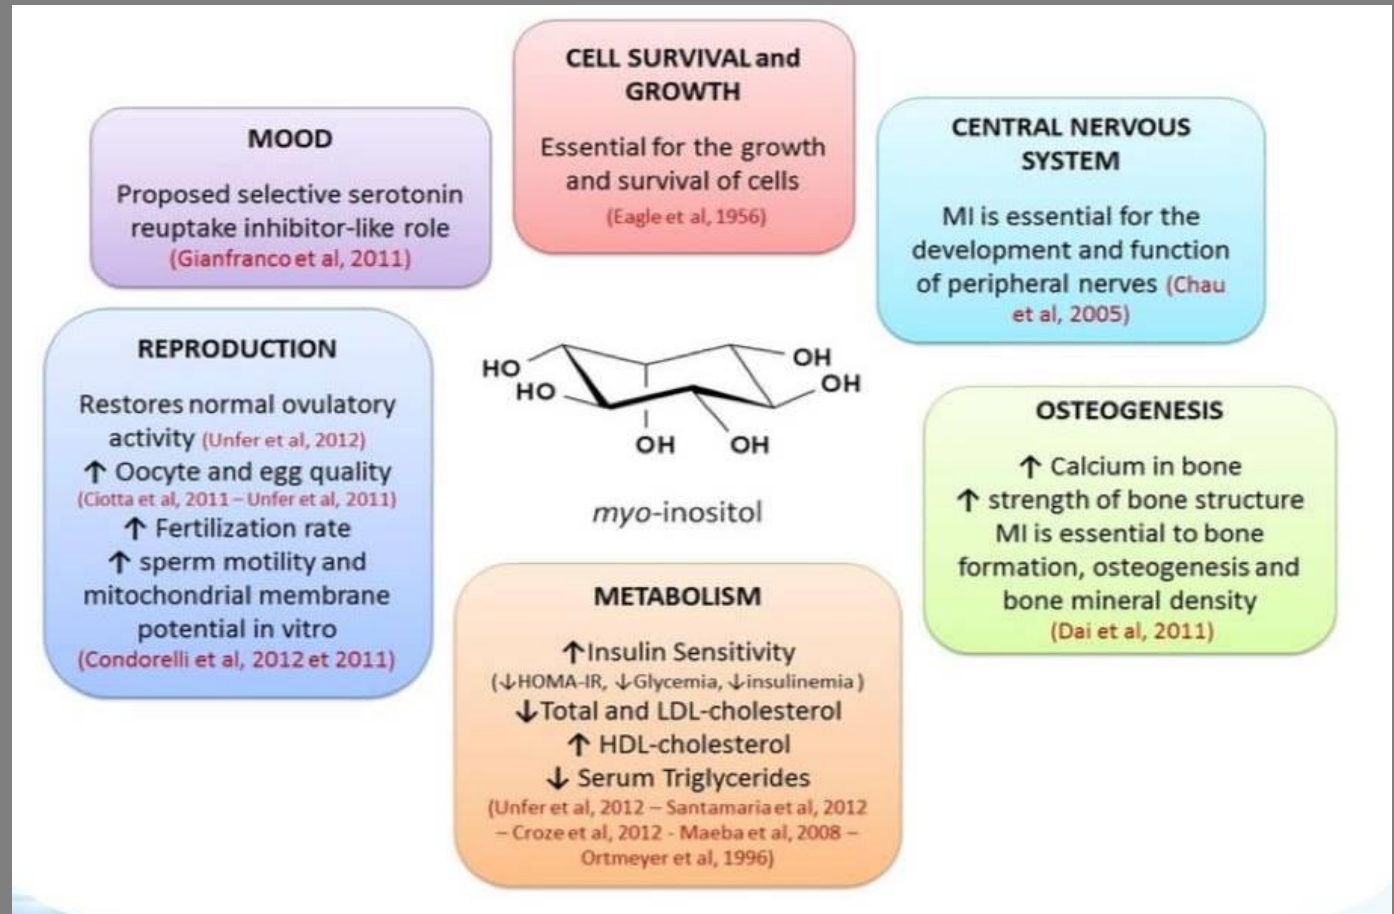 CELL SURVIVAL and
GROWTH
Essential for the growth
and survival of cells
(Eagle et al, 1956)
MOOD
Proposed selective serotonin
reuptake inhibitor-like role
(Gianfranco et al, 2011)
CENTRAL NERVOUS
SYSTEM
MI is essential for the
development and function
of peripheral nerves (Chau
et al, 2005)
REPRODUCTION
Restores normal ovulatory
activity (Unfer et al, 2012)
↑ Oocyte and egg quality
(Ciotta et al, 2011 – Unfer et al, 2011)
↑ Fertilization rate
↑ sperm motility and
mitochondrial membrane
potential in vitro
(Condorelli et al, 2012 et 2011)
HO
HO
OH
OH
OH
OH
myo-inositol
OSTEOGENESIS
↑ Calcium in bone
↑ strength of bone structure
MI is essential to bone
formation, osteogenesis and
bone mineral density
(Dai et al, 2011)
METABOLISM
↑Insulin Sensitivity
(↓HOMA-IR, ↓Glycemia, ↓insulinemia)
↓Total and LDL-cholesterol
↑ HDL-cholesterol
↓ Serum Triglycerides
(Unfer et al, 2012 – Santamaria et al, 2012
– Croze et al, 2012 - Maeba et al, 2008 –
Ortmeyer et al, 1996)